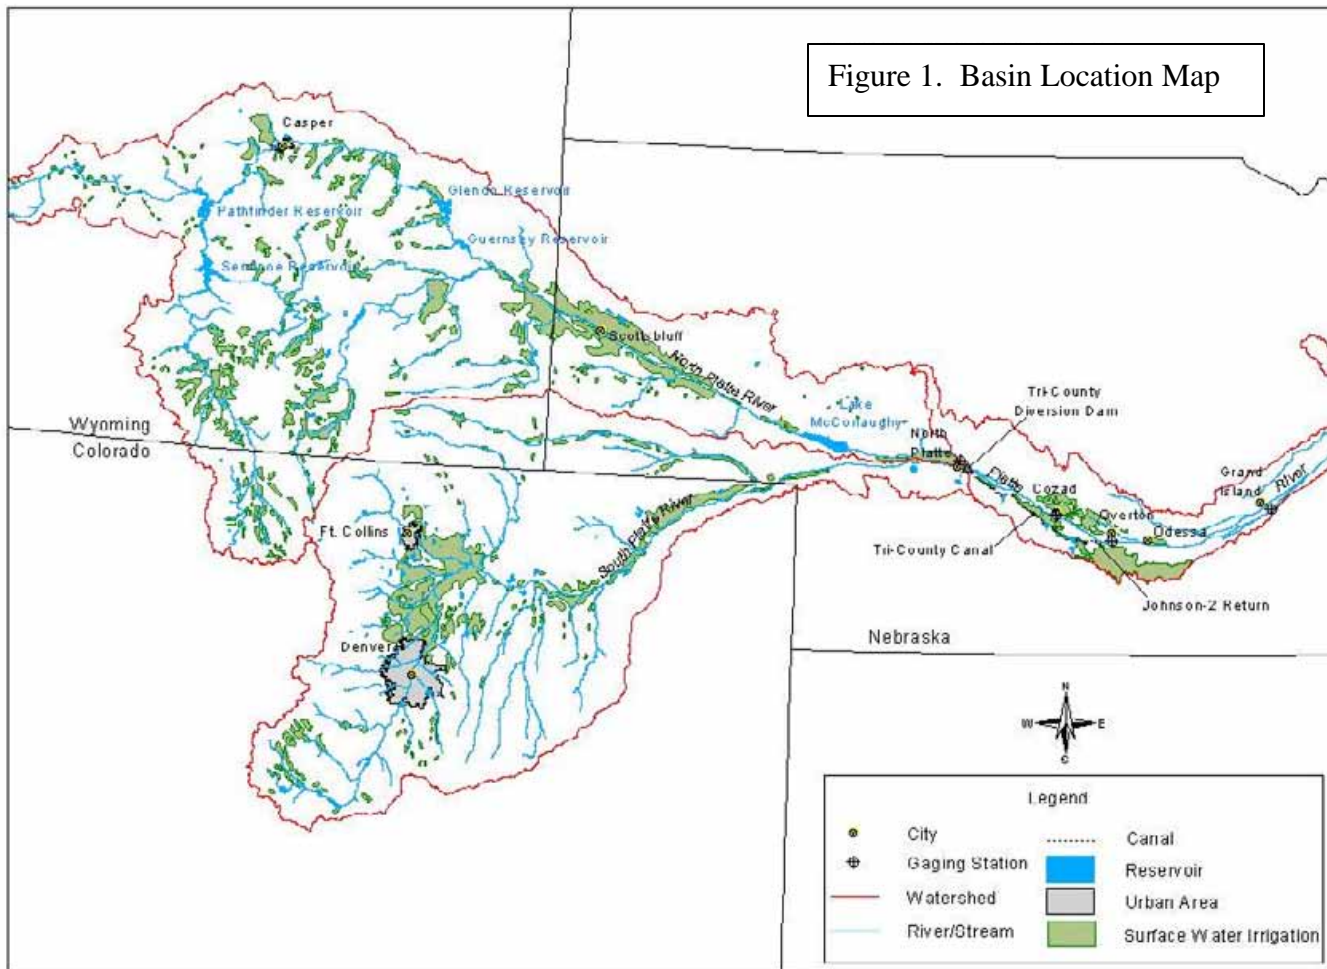 Figure 1. Basin Location Map
Casper
Glendo Reservoir
Pathfinder Reservoir
Guernsey Reservoir
Seminoe Reservoir
Scottsbluff
North Platte River
Lake
McConaughy
Tri-County
Diversion Dam
North
Platte
Wyoming
Colorado
Platte
River
Grand
Island
Cozad
Overton
Odessa
Ft. Collins
South Platte River
Tri-County Canal
Johnson-2 Return
Denver
Nebraska
N
W
E
Legend
City
Gaging Station
Watershed
River/Stream
Canal
Reservoir
Urban Area
Surface Water Irrigation